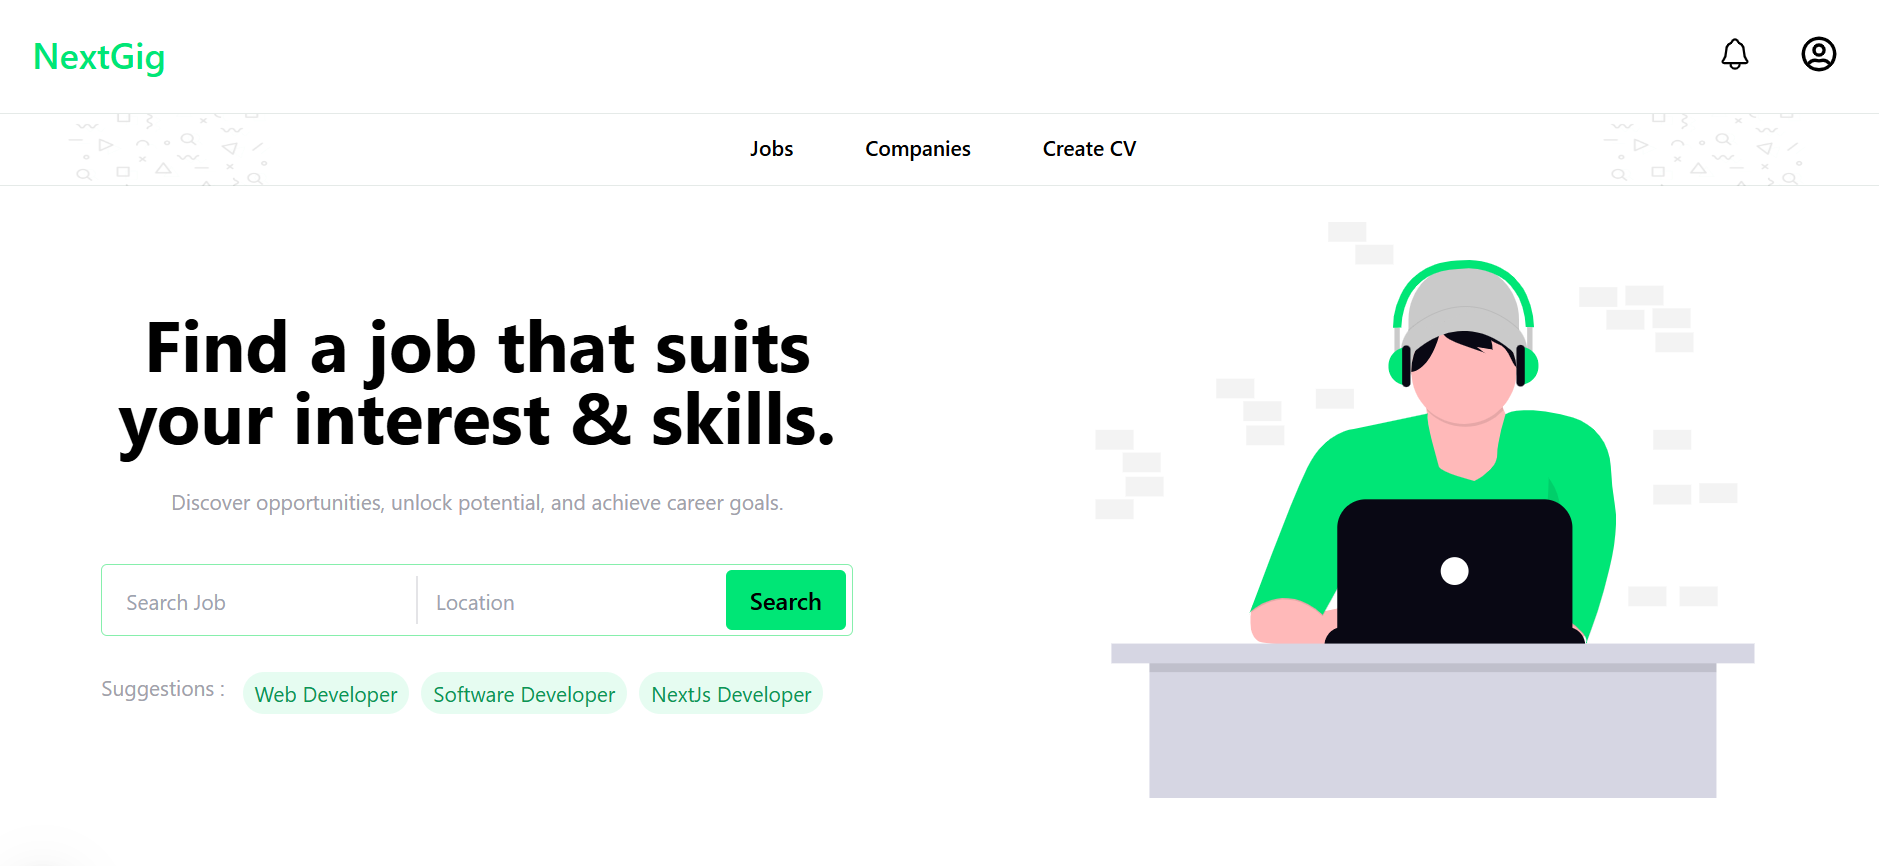 NextGig
Jobs Companies Create CV
Find a job that suits
your interest & skills.
Discover opportunities, unlock potential, and achieve career goals.
Search Job Location Search
Suggestions : Web Developer Software Developer NextJs Developer